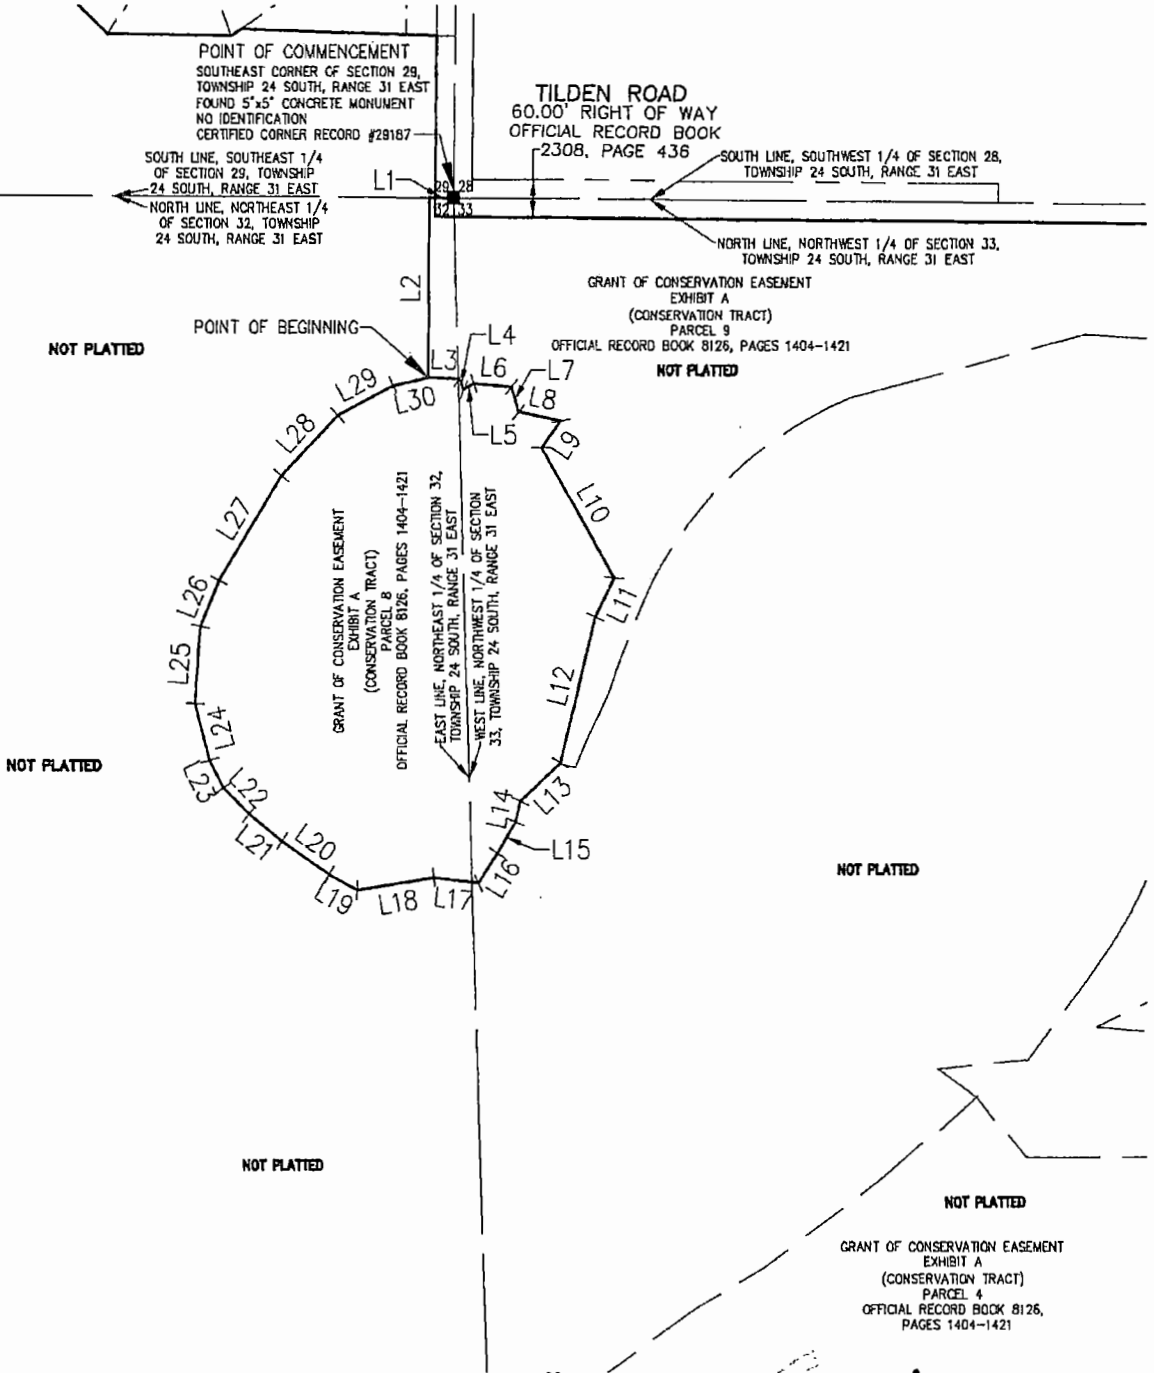 POINT OF COMMENCEMENT
SOUTHEAST CORNER OF SECTION 29,
TOWNSHIP 24 SOUTH, RANGE 31 EAST
FOUND 5"x5" CONCRETE MONUMENT
NO IDENTIFICATION
CERTIFIED CORNER RECORD #29187
TILDEN ROAD
60.00' RIGHT OF WAY
OFFICIAL RECORD BOOK
2308, PAGE 436
SOUTH LINE, SOUTHEAST 1/4
OF SECTION 29, TOWNSHIP
24 SOUTH, RANGE 31 EAST
NORTH LINE, NORTHEAST 1/4
OF SECTION 32, TOWNSHIP
24 SOUTH, RANGE 31 EAST
L1
29 28
32 33
SOUTH LINE, SOUTHWEST 1/4 OF SECTION 28,
TOWNSHIP 24 SOUTH, RANGE 31 EAST
NORTH LINE, NORTHWEST 1/4 OF SECTION 33,
TOWNSHIP 24 SOUTH, RANGE 31 EAST
L2
GRANT OF CONSERVATION EASEMENT
EXHIBIT A
(CONSERVATION TRACT)
PARCEL 9
OFFICIAL RECORD BOOK 8126, PAGES 1404-1421
NOT PLATTED
POINT OF BEGINNING
NOT PLATTED
L3
L4
L5
L6
L7
L8
L9
L10
L11
L12
L13
L14
L15
L16
L17
L18
L19
L20
L21
L22
L23
L24
L25
L26
L27
L28
L29
L30
GRANT OF CONSERVATION EASEMENT
EXHIBIT A
(CONSERVATION TRACT)
PARCEL 8
OFFICIAL RECORD BOOK 8126, PAGES 1404-1421
EAST LINE, NORTHEAST 1/4 OF SECTION 32,
TOWNSHIP 24 SOUTH, RANGE 31 EAST
WEST LINE, NORTHWEST 1/4 OF SECTION
33, TOWNSHIP 24 SOUTH, RANGE 31 EAST
NOT PLATTED
NOT PLATTED
NOT PLATTED
NOT PLATTED
GRANT OF CONSERVATION EASEMENT
EXHIBIT A
(CONSERVATION TRACT)
PARCEL 4
OFFICIAL RECORD BOOK 8126,
PAGES 1404-1421